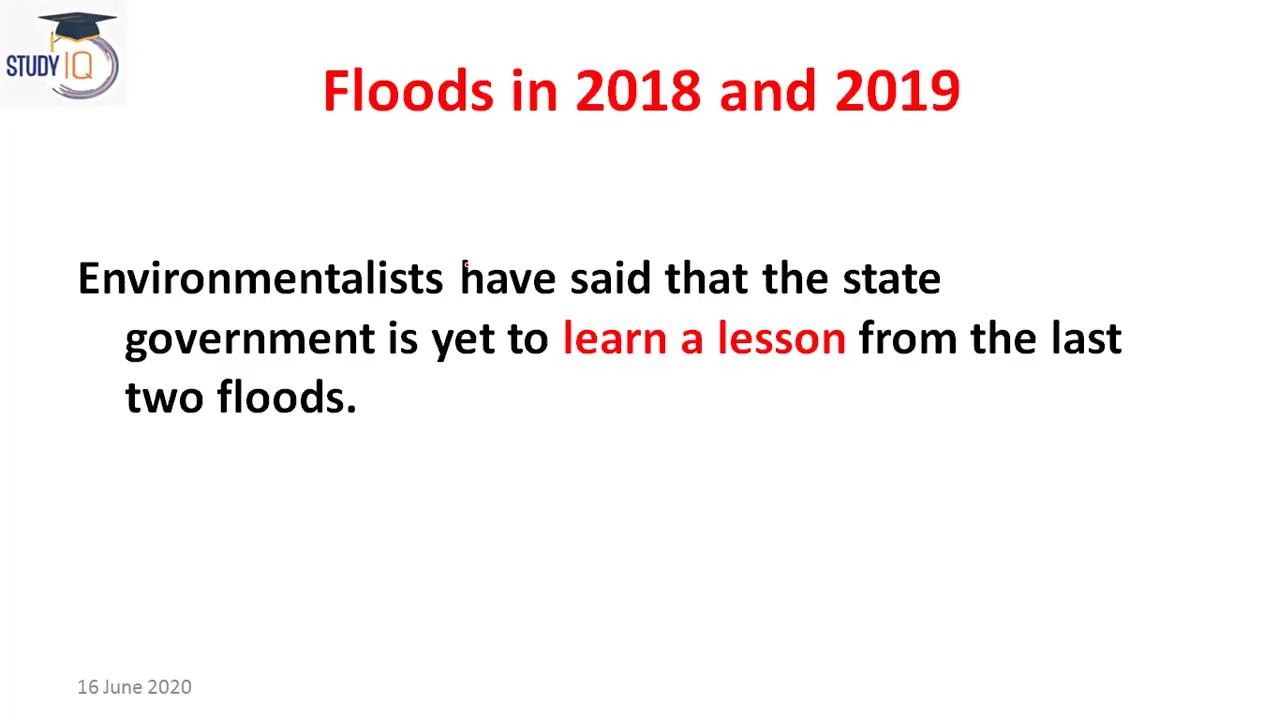 STUDY IQ
Floods in 2018 and 2019
Environmentalists have said that the state
government is yet to learn a lesson from the last
two floods.
16 June 2020